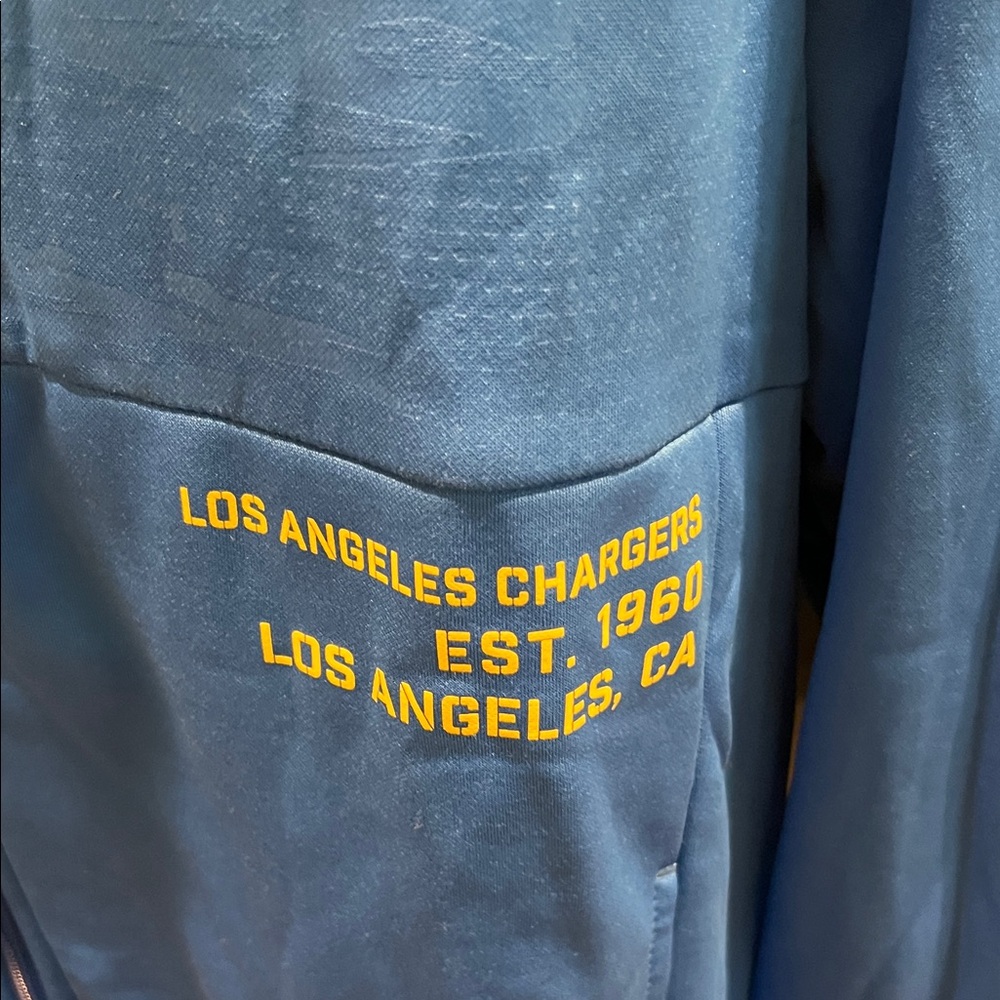 LOS ANGELES CHARGERS
EST. 1960
LOS ANGELES, CA